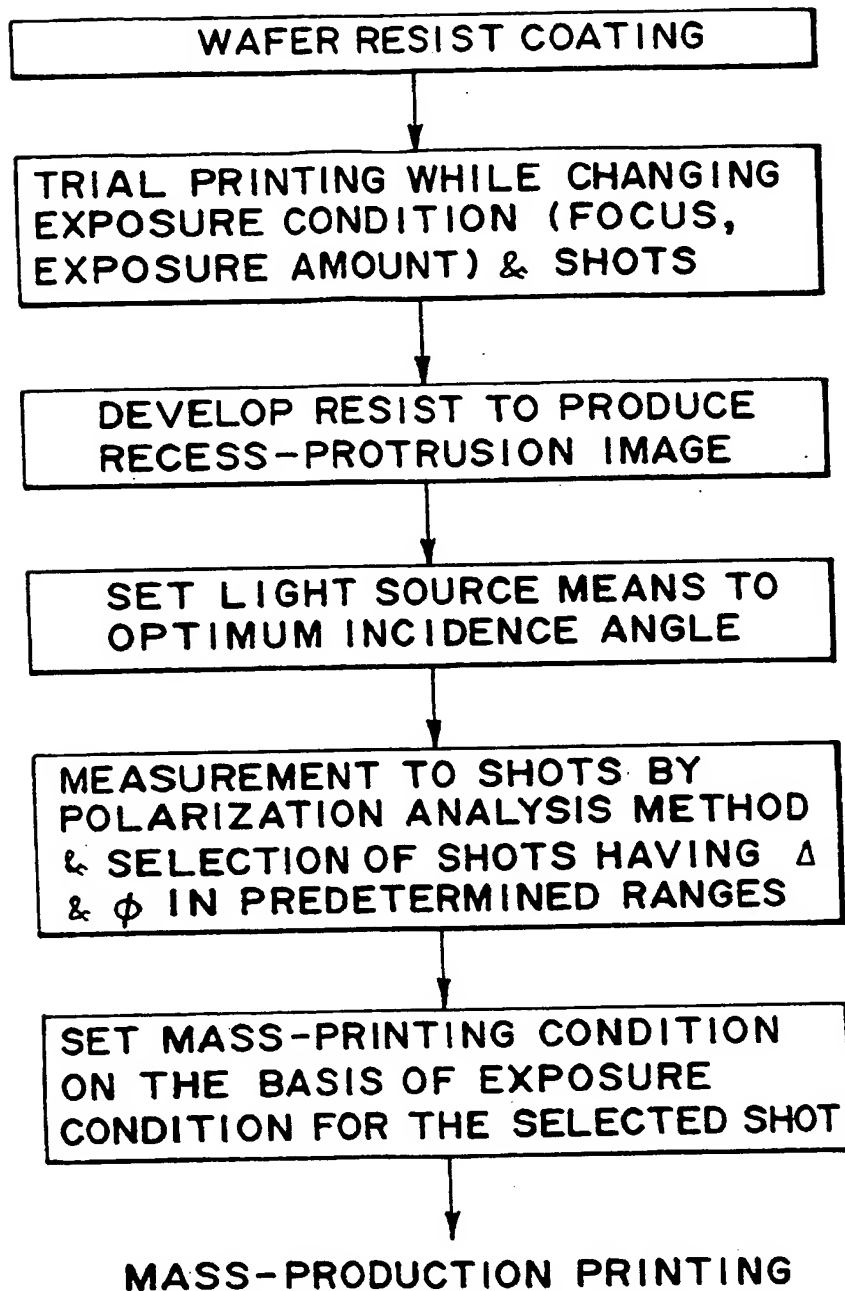 WAFER RESIST COATING
TRIAL PRINTING WHILE CHANGING
EXPOSURE CONDITION (FOCUS,
EXPOSURE AMOUNT) & SHOTS
DEVELOP RESIST TO PRODUCE
RECESS-PROTRUSION IMAGE
SET LIGHT SOURCE MEANS TO
OPTIMUM INCIDENCE ANGLE
MEASUREMENT TO SHOTS BY
POLARIZATION ANALYSIS METHOD
& SELECTION OF SHOTS HAVING Δ
& φ IN PREDETERMINED RANGES
SET MASS-PRINTING CONDITION
ON THE BASIS OF EXPOSURE
CONDITION FOR THE SELECTED SHOT
MASS-PRODUCTION PRINTING